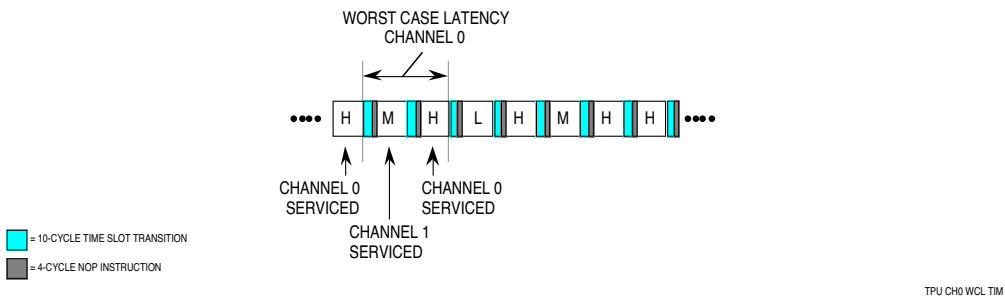 WORST CASE LATENCY
CHANNEL 0
H M H L H M H H
CHANNEL 0
SERVICED
CHANNEL 0
SERVICED
CHANNEL 1
SERVICED
= 10-CYCLE TIME SLOT TRANSITION
= 4-CYCLE NOP INSTRUCTION
TPU CH0 WCL TIM